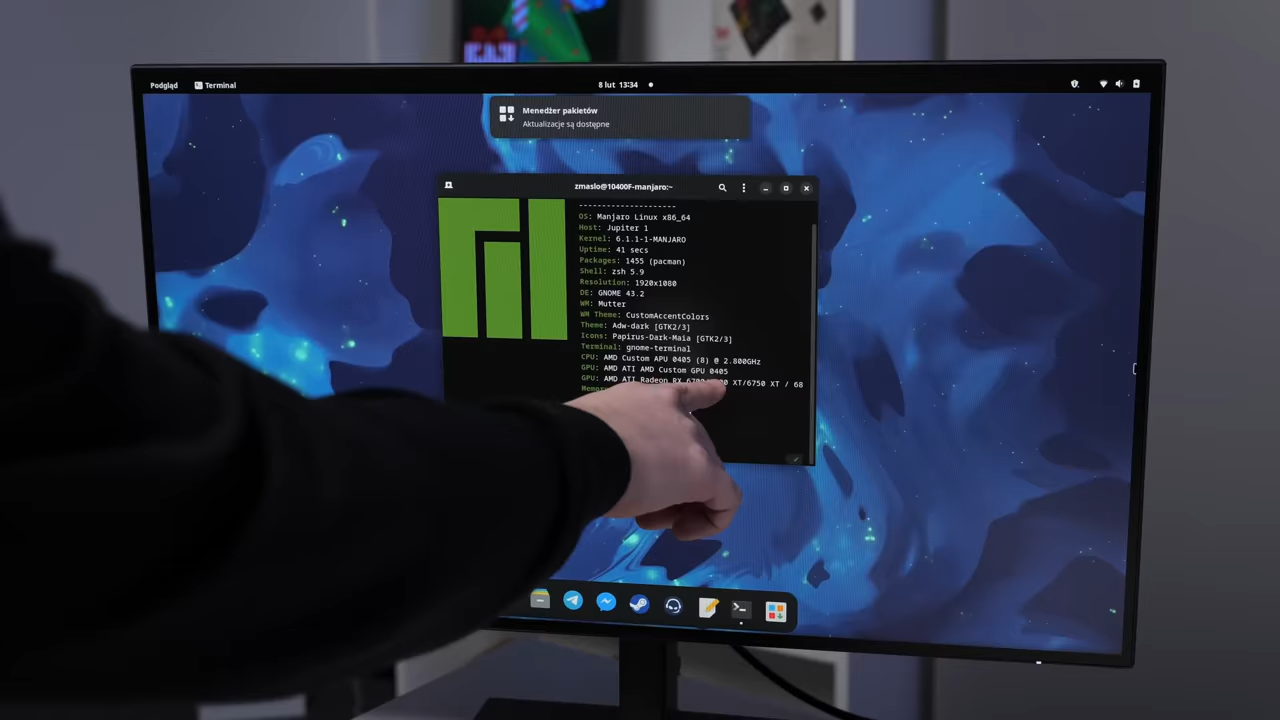 Podgląd
Terminal
8 lut 13:34
Menedżer pakietów
Aktualizacje są dostępne
zmaslo@10400F-manjaro:~
--------------------
OS: Manjaro Linux x86_64
Host: Jupiter 1
Kernel: 6.1.1-1-MANJARO
Uptime: 41 secs
Packages: 1455 (pacman)
Shell: zsh 5.9
Resolution: 1920x1080
DE: GNOME 43.2
WM: Mutter
WM Theme: CustomAccentColors
Theme: Adw-dark [GTK2/3]
Icons: Papirus-Dark-Maia [GTK2/3]
Terminal: gnome-terminal
CPU: AMD Custom APU 0405 (8) @ 2.800GHz
GPU: AMD ATI AMD Custom GPU 0405
GPU: AMD ATI Radeon RX XT/6750 XT / 68